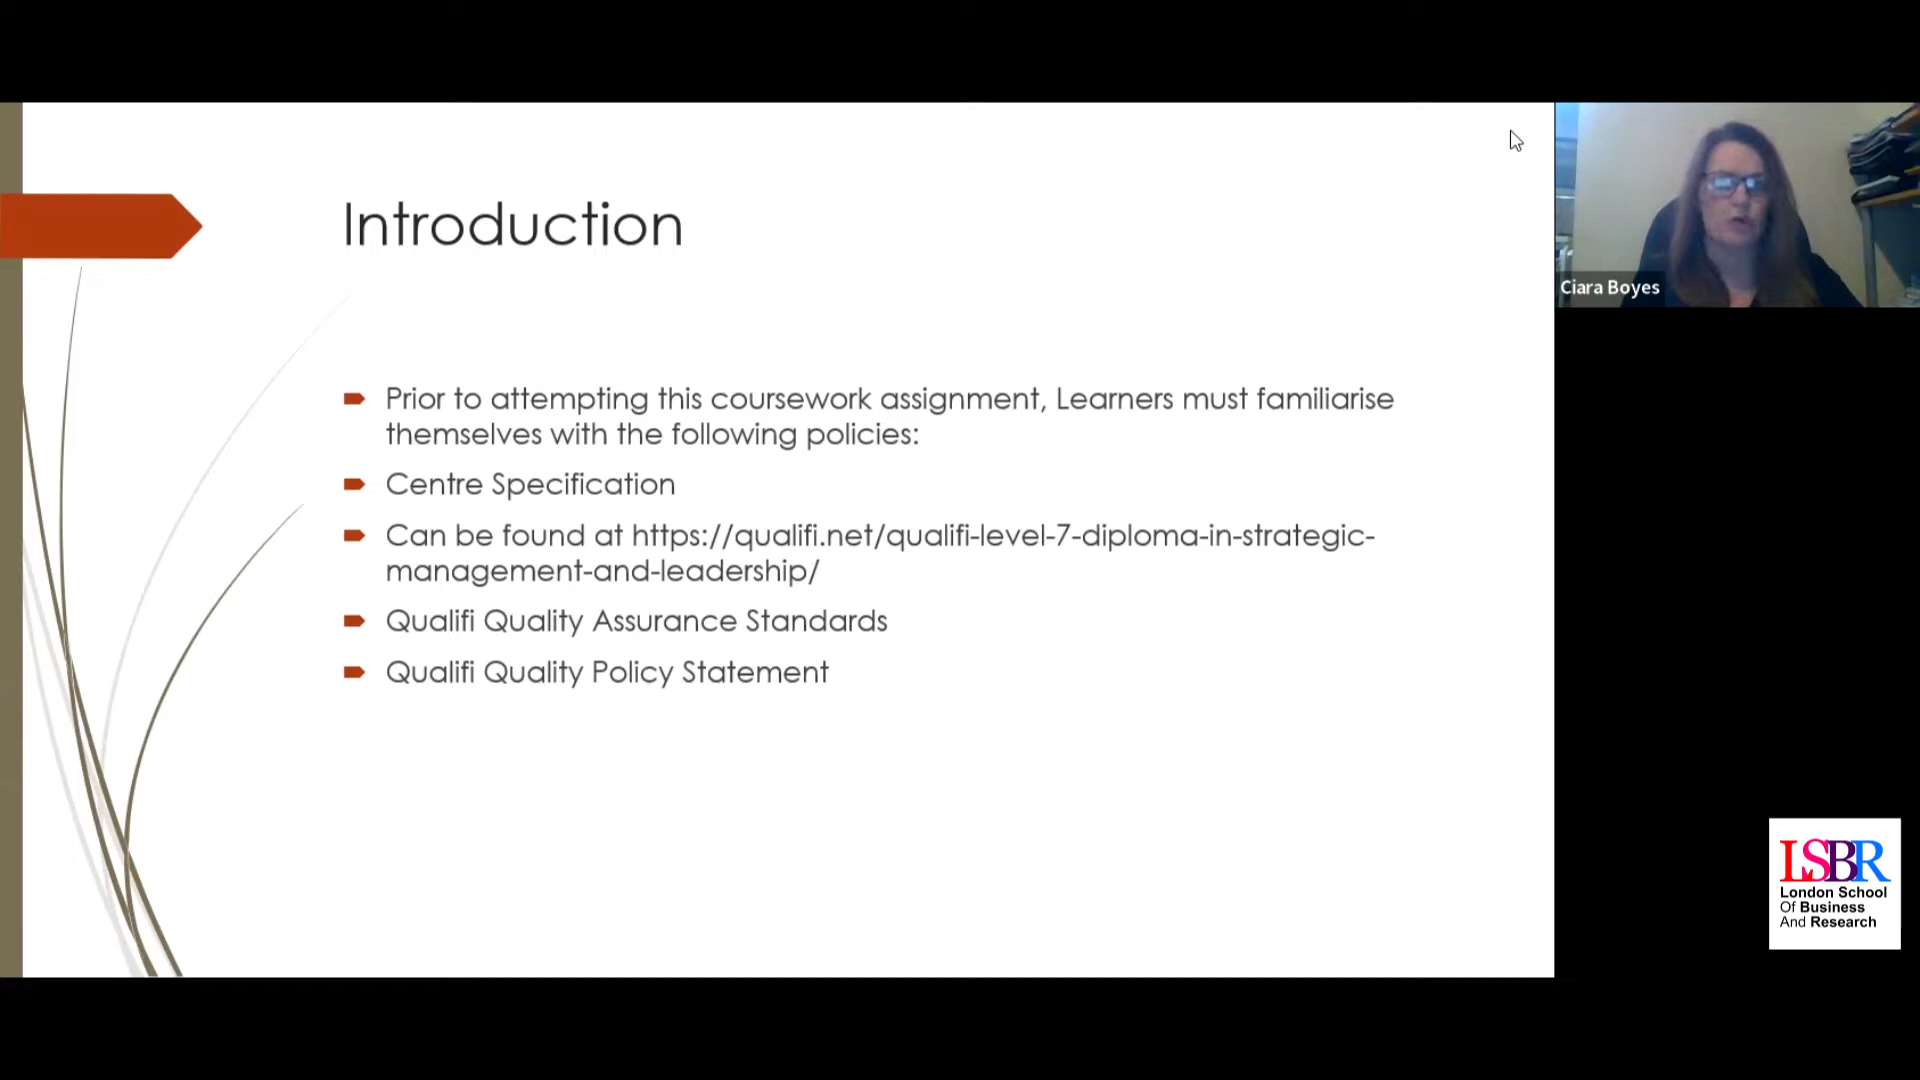 Introduction
Prior to attempting this coursework assignment, Learners must familiarise
themselves with the following policies:
Centre Specification
Can be found at https://qualifi.net/qualifi-level-7-diploma-in-strategic-
management-and-leadership/
Qualifi Quality Assurance Standards
Qualifi Quality Policy Statement
Ciara Boyes
LSBR
London School
Of Business
And Research